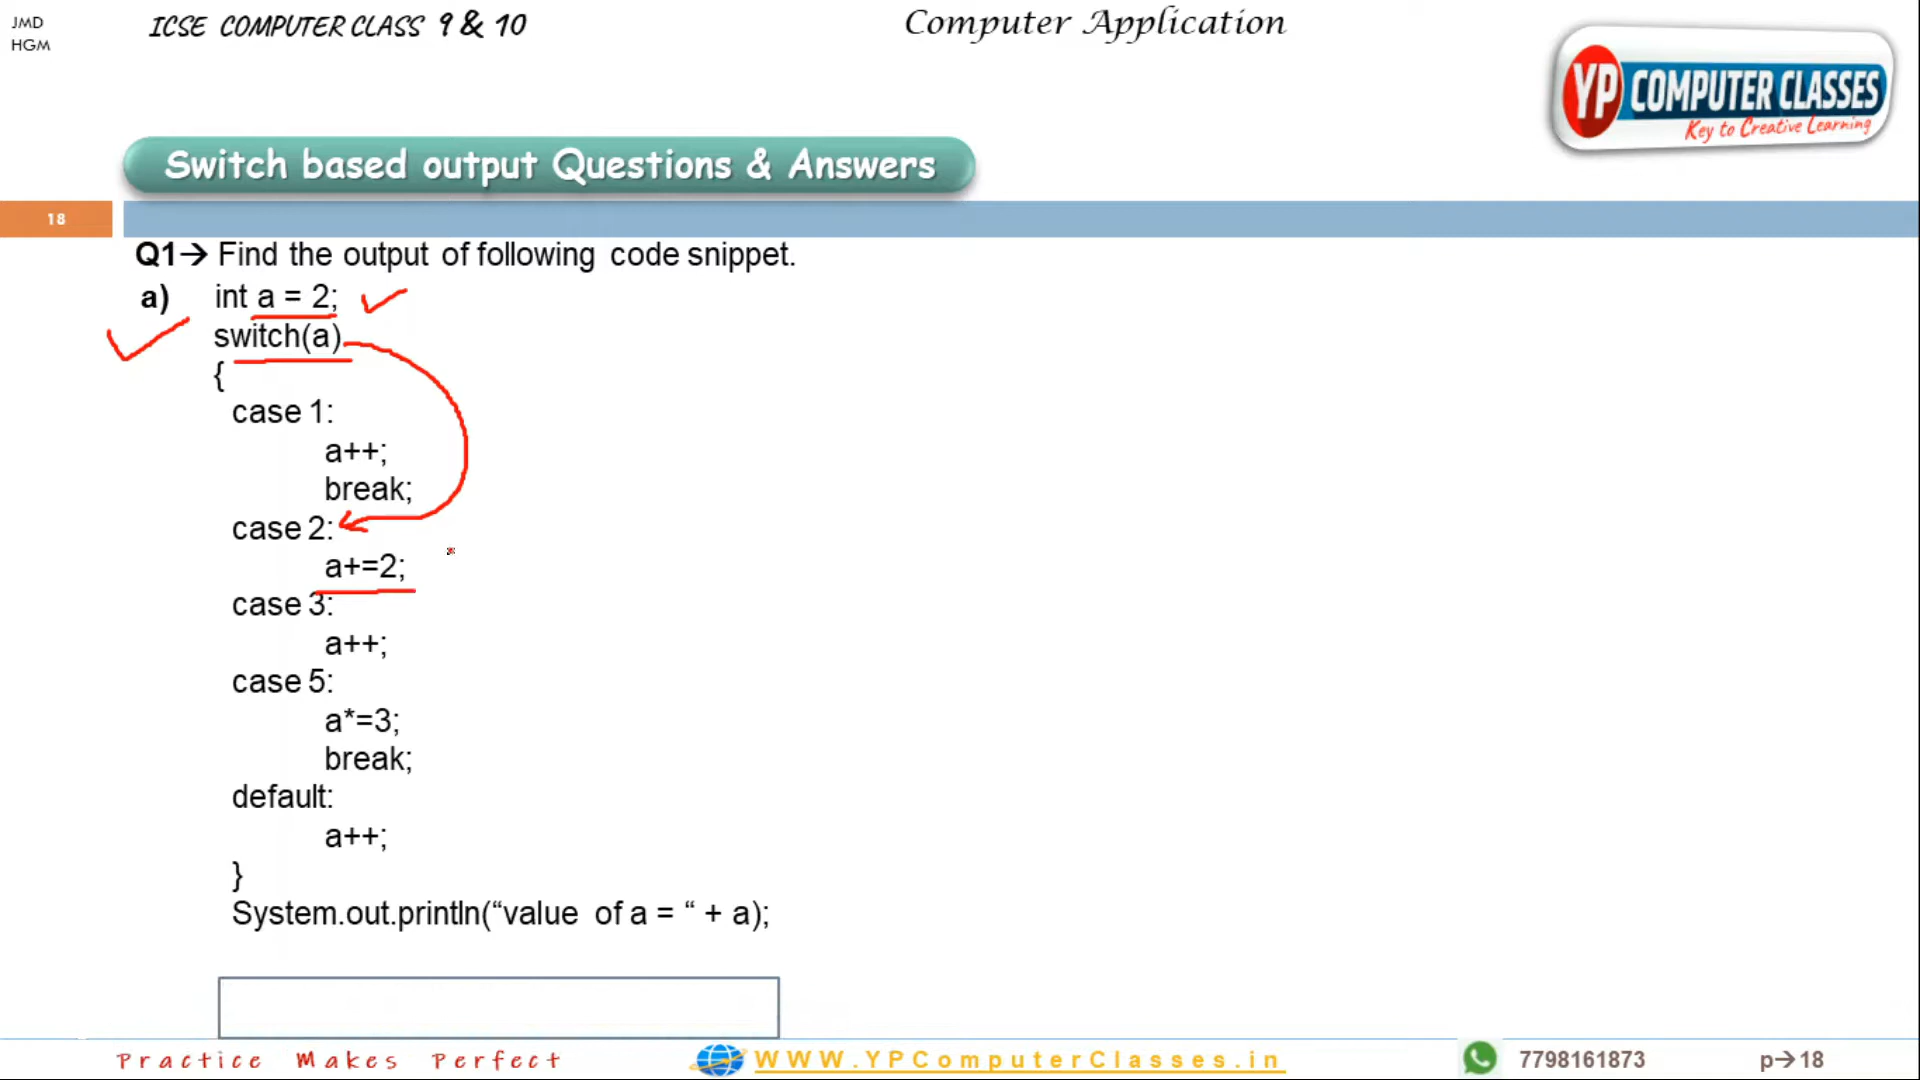 JMD
HGM
ICSE COMPUTER CLASS 9 & 10
Computer Application
YP COMPUTER CLASSES
Key to Creative Learning
Switch based output Questions & Answers
18
Q1→ Find the output of following code snippet.
a) int a = 2;
switch(a)
{
case 1:
a++;
break;
case 2:
a+=2;
case 3:
a++;
case 5:
a*=3;
break;
default:
a++;
}
System.out.println(“value of a = “ + a);
Practice Makes Perfect
WWW.YPComputerClasses.in
7798161873
p→18